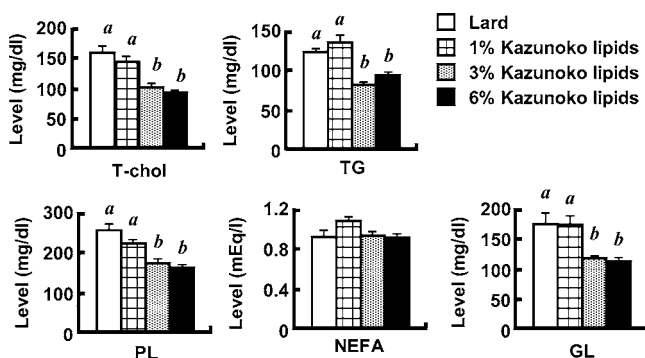 Level (mg/dl)
200
150
100
50
0
a
a
b
b
T-chol
Level (mg/dl)
200
150
100
50
0
a
a
b
b
TG
Lard
1% Kazunoko lipids
3% Kazunoko lipids
6% Kazunoko lipids
Level (mg/dl)
300
200
100
0
a
a
b
b
PL
Level (mEq/l)
1.2
0.8
0.4
0
NEFA
Level (mg/dl)
200
150
100
50
0
a
a
b
b
GL